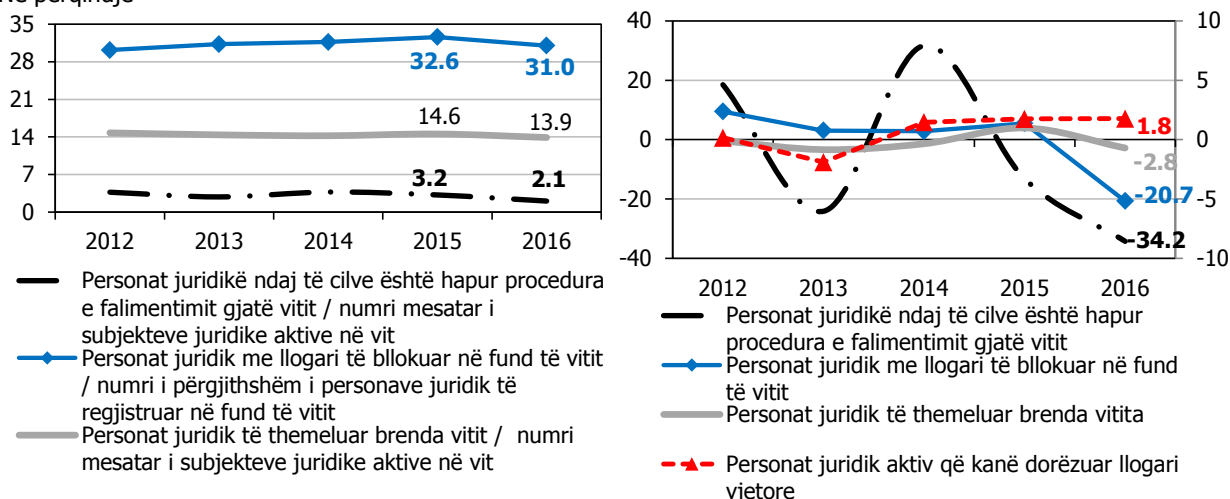 Në përqindje
35
28
21
14
7
0
32.6
31.0
14.6
13.9
3.2
2.1
2012 2013 2014 2015 2016
Personat juridikë ndaj të cilve është hapur procedura
e falimentimit gjatë vitit / numri mesatar i
subjekteve juridike aktive në vit
Personat juridik me llogari të bllokuar në fund të vitit
/ numri i përgjithshëm i personave juridik të
regjistruar në fund të vitit
Personat juridik të themeluar brenda vitit / numri
mesatar i subjekteve juridike aktive në vit
40
20
0
-20
-40
10
5
0
-5
-10
1.8
-2.8
-20.7
-34.2
2012 2013 2014 2015 2016
Personat juridikë ndaj të cilve është hapur
procedura e falimentimit gjatë vitit
Personat juridik me llogari të bllokuar në fund
të vitit
Personat juridik të themeluar brenda vitita
Personat juridik aktiv që kanë dorëzuar llogari
vjetore